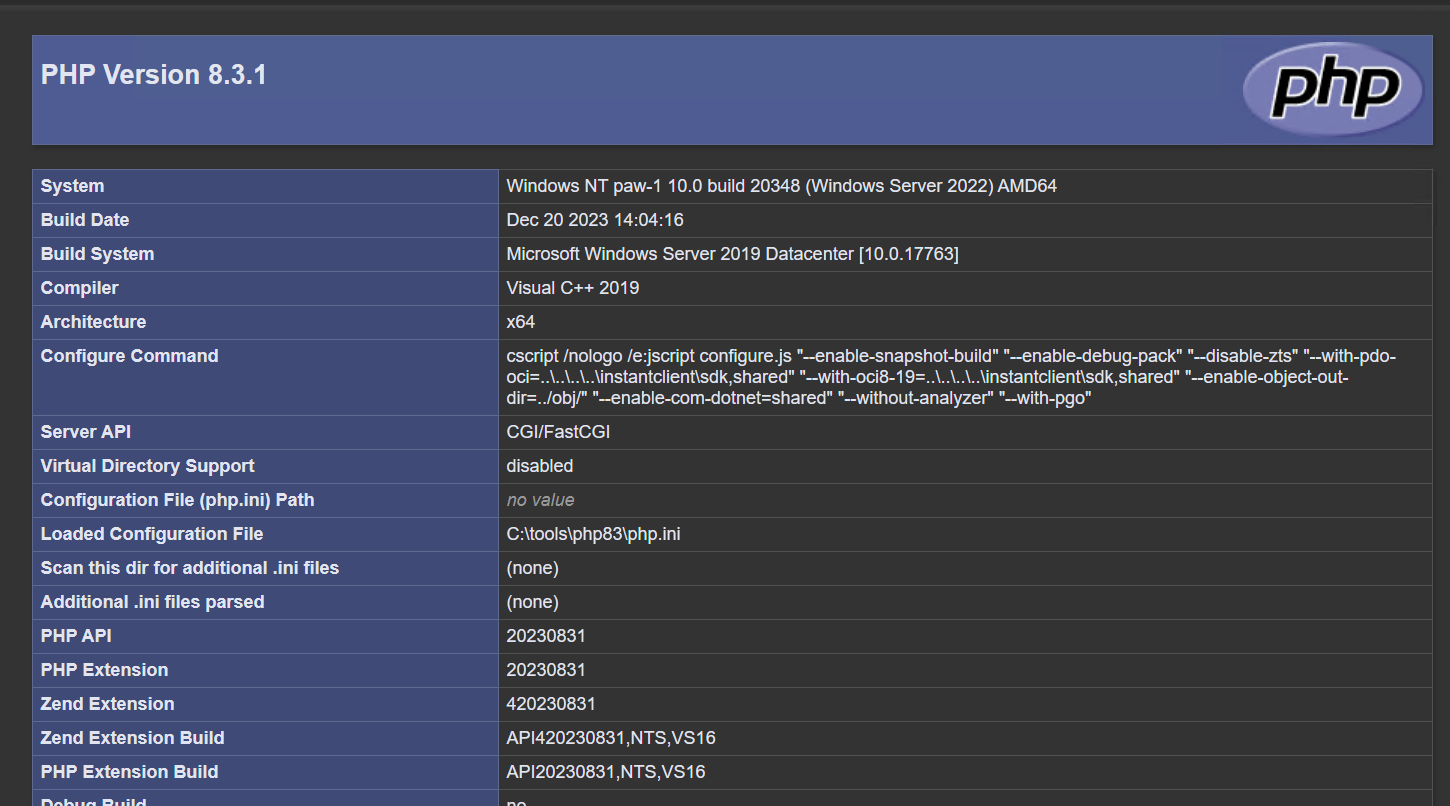 PHP Version 8.3.1
php
System Windows NT paw-1 10.0 build 20348 (Windows Server 2022) AMD64
Build Date Dec 20 2023 14:04:16
Build System Microsoft Windows Server 2019 Datacenter [10.0.17763]
Compiler Visual C++ 2019
Architecture x64
Configure Command cscript /nologo /e:jscript configure.js "--enable-snapshot-build" "--enable-debug-pack" "--disable-zts" "--with-pdo-
oci=..\..\..\..\instantclient\sdk,shared" "--with-oci8-19=..\..\..\..\instantclient\sdk,shared" "--enable-object-out-
dir=../obj/" "--enable-com-dotnet=shared" "--without-analyzer" "--with-pgo"
Server API CGI/FastCGI
Virtual Directory Support disabled
Configuration File (php.ini) Path no value
Loaded Configuration File C:\tools\php83\php.ini
Scan this dir for additional .ini files (none)
Additional .ini files parsed (none)
PHP API 20230831
PHP Extension 20230831
Zend Extension 420230831
Zend Extension Build API420230831,NTS,VS16
PHP Extension Build API20230831,NTS,VS16
Debug Build no